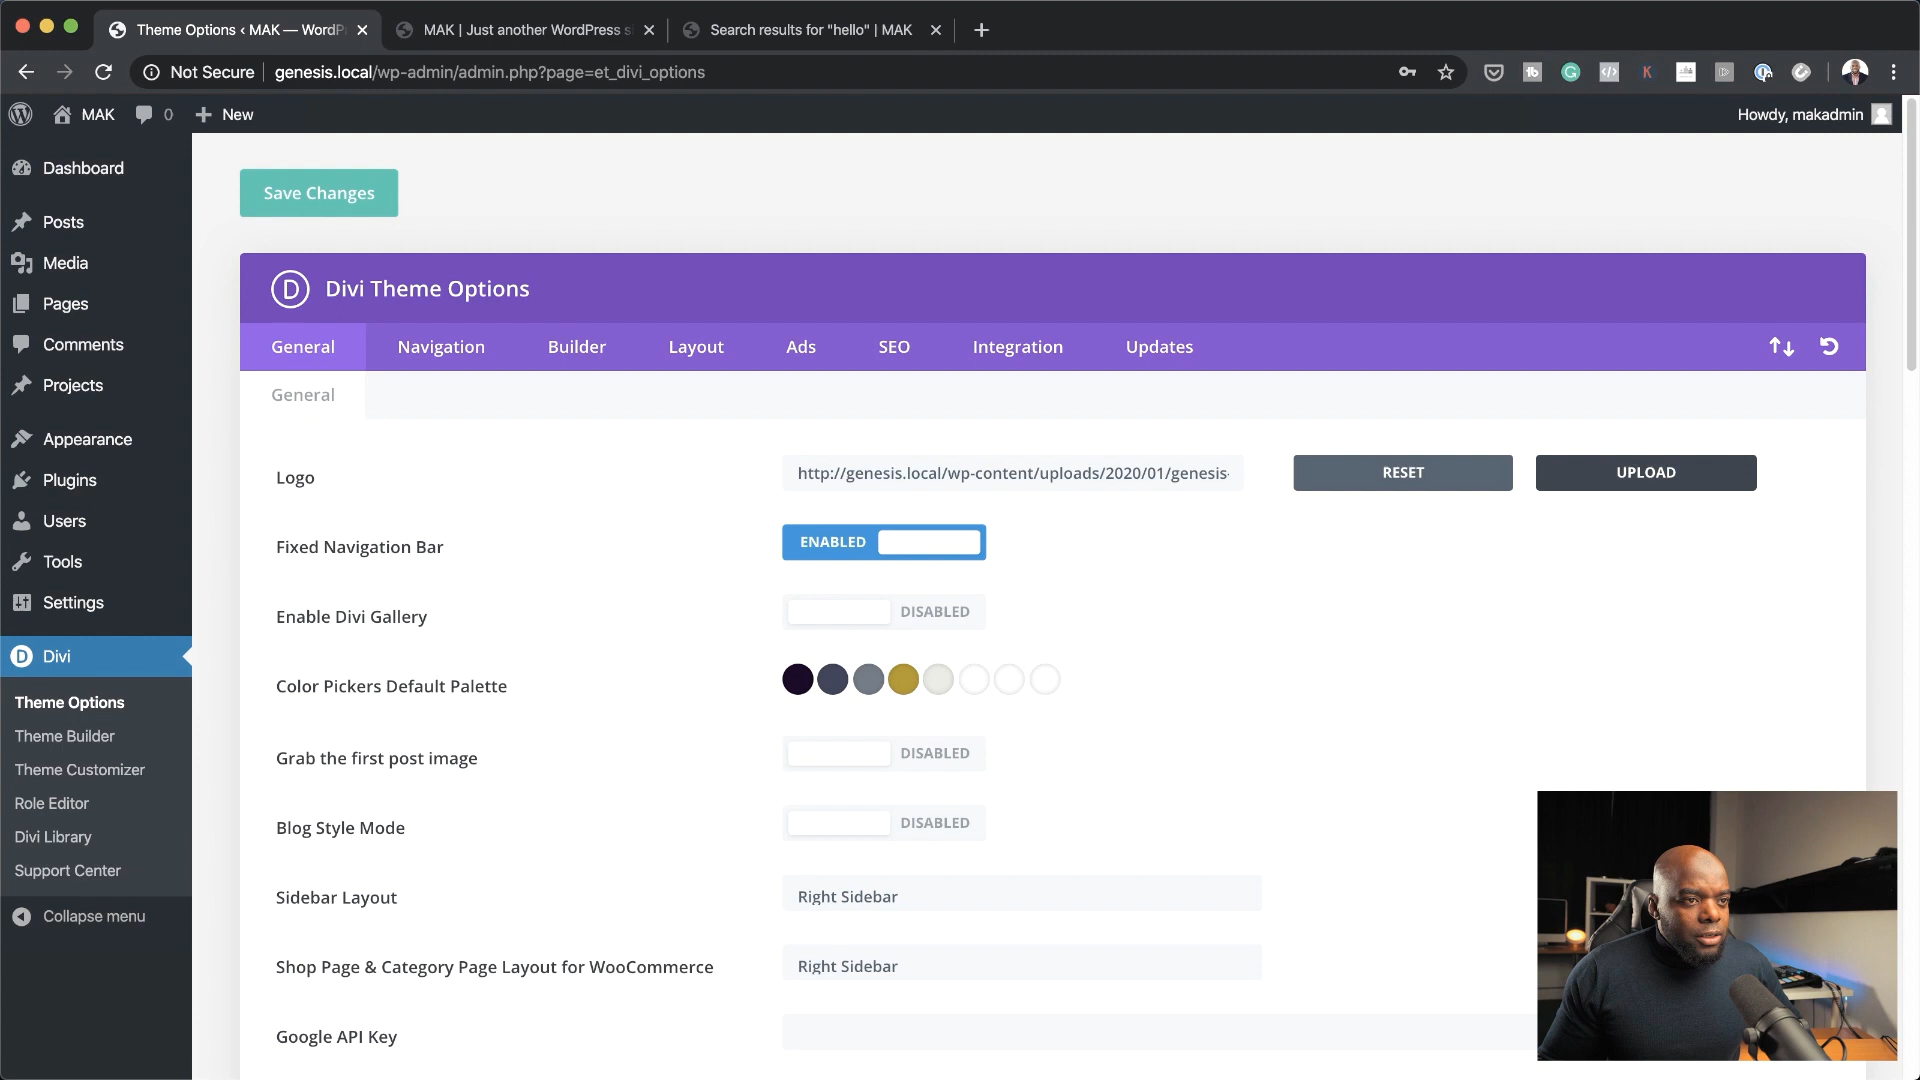 Theme Options ‹ MAK — WordP
MAK | Just another WordPress s
Search results for "hello" | MAK
Not Secure
genesis.local/wp-admin/admin.php?page=et_divi_options
MAK
0
New
Howdy, makadmin
Dashboard
Posts
Media
Pages
Comments
Projects
Appearance
Plugins
Users
Tools
Settings
Divi
Theme Options
Theme Builder
Theme Customizer
Role Editor
Divi Library
Support Center
Collapse menu
Save Changes
D
Divi Theme Options
General
Navigation
Builder
Layout
Ads
SEO
Integration
Updates
General
Logo
http://genesis.local/wp-content/uploads/2020/01/genesis-
RESET
UPLOAD
Fixed Navigation Bar
ENABLED
Enable Divi Gallery
DISABLED
Color Pickers Default Palette
Grab the first post image
DISABLED
Blog Style Mode
DISABLED
Sidebar Layout
Right Sidebar
Shop Page & Category Page Layout for WooCommerce
Right Sidebar
Google API Key